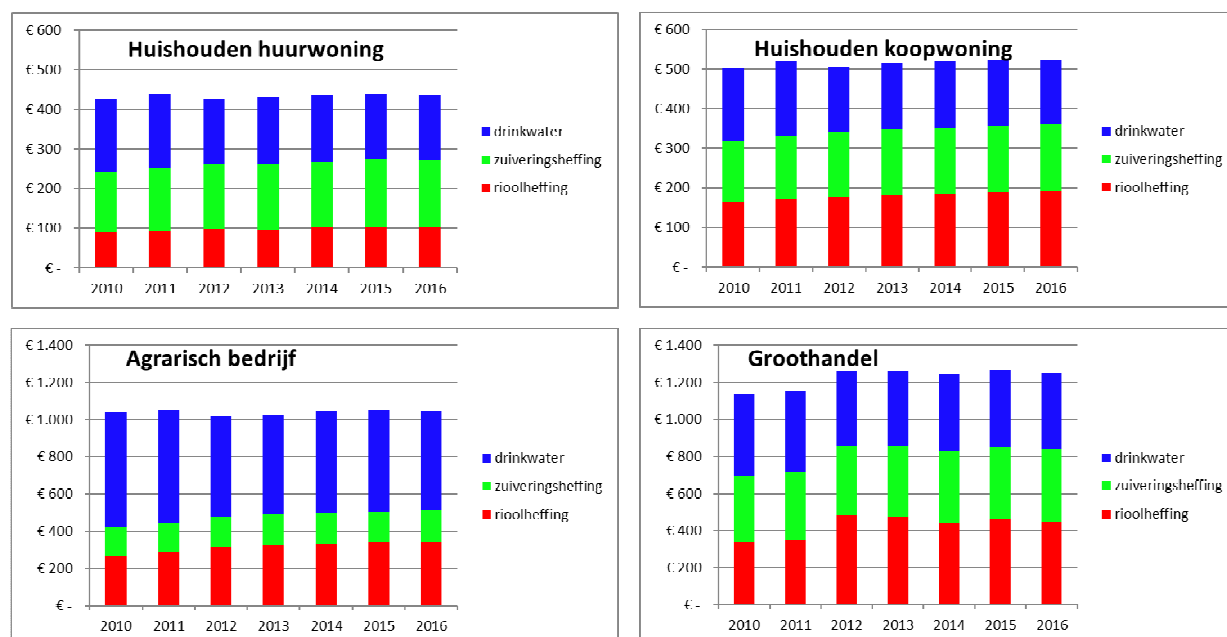 Huishouden huurwoning
€ 600
€ 500
€ 400
€ 300
€ 200
€ 100
€ -
2010 2011 2012 2013 2014 2015 2016
drinkwater
zuiveringsheffing
rioolheffing
Huishouden koopwoning
€ 600
€ 500
€ 400
€ 300
€ 200
€ 100
€ -
2010 2011 2012 2013 2014 2015 2016
drinkwater
zuiveringsheffing
rioolheffing
Agrarisch bedrijf
€ 1.400
€ 1.200
€ 1.000
€ 800
€ 600
€ 400
€ 200
€ -
2010 2011 2012 2013 2014 2015 2016
drinkwater
zuiveringsheffing
rioolheffing
Groothandel
€ 1.400
€ 1.200
€ 1.000
€ 800
€ 600
€ 400
€ 200
€ -
2010 2011 2012 2013 2014 2015 2016
drinkwater
zuiveringsheffing
rioolheffing